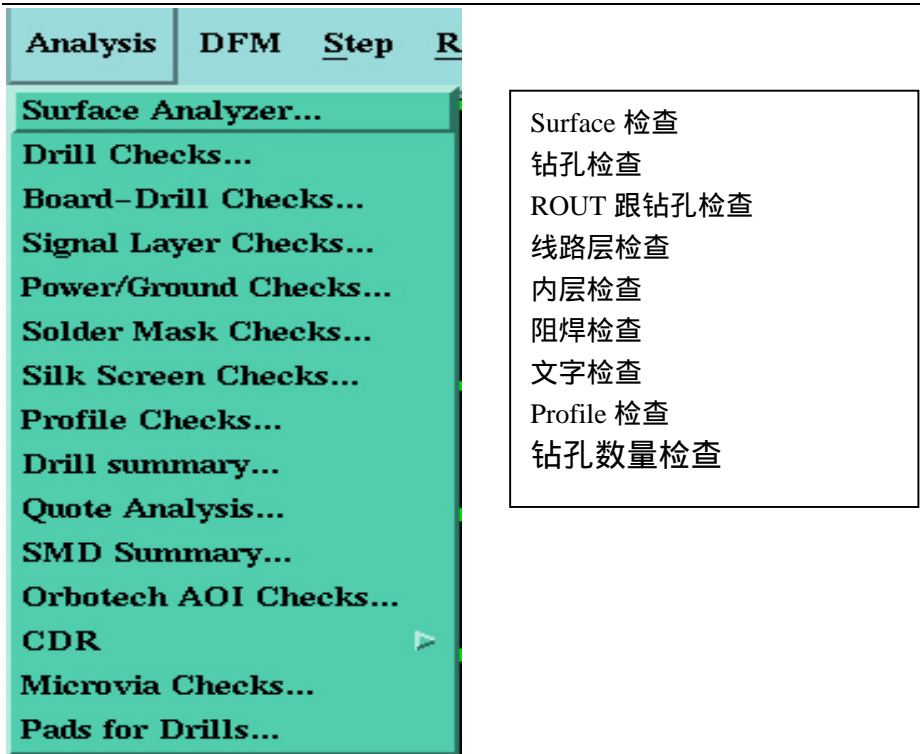 Analysis DFM Step R
Surface Analyzer...
Drill Checks...
Board-Drill Checks...
Signal Layer Checks...
Power/Ground Checks...
Solder Mask Checks...
Silk Screen Checks...
Profile Checks...
Drill summary...
Quote Analysis...
SMD Summary...
Orbotech AOI Checks...
CDR
Microvia Checks...
Pads for Drills...
Surface 检查
钻孔检查
ROUT 跟钻孔检查
线路层检查
内层检查
阻焊检查
文字检查
Profile 检查
钻孔数量检查